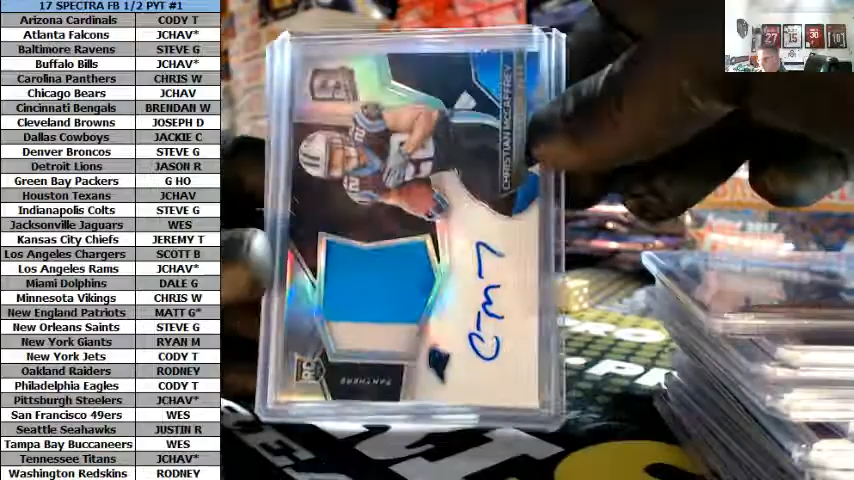 17 SPECTRA FB 1/2 PYT #1
Arizona Cardinals CODY T
Atlanta Falcons JCHAV*
Baltimore Ravens STEVE G
Buffalo Bills JCHAV*
Carolina Panthers CHRIS W
Chicago Bears JCHAV
Cincinnati Bengals BRENDAN W
Cleveland Browns JOSEPH D
Dallas Cowboys JACKIE C
Denver Broncos STEVE G
Detroit Lions JASON R
Green Bay Packers G HO
Houston Texans JCHAV
Indianapolis Colts STEVE G
Jacksonville Jaguars WES
Kansas City Chiefs JEREMY T
Los Angeles Chargers SCOTT B
Los Angeles Rams JCHAV*
Miami Dolphins DALE G
Minnesota Vikings CHRIS W
New England Patriots MATT G*
New Orleans Saints STEVE G
New York Giants RYAN M
New York Jets CODY T
Oakland Raiders RODNEY
Philadelphia Eagles CODY T
Pittsburgh Steelers JCHAV*
San Francisco 49ers WES
Seattle Seahawks JUSTIN R
Tampa Bay Buccaneers WES
Tennessee Titans JCHAV*
Washington Redskins RODNEY
CHRISTIAN MCCAFFREY
PANTHERS
RC
27
15
30